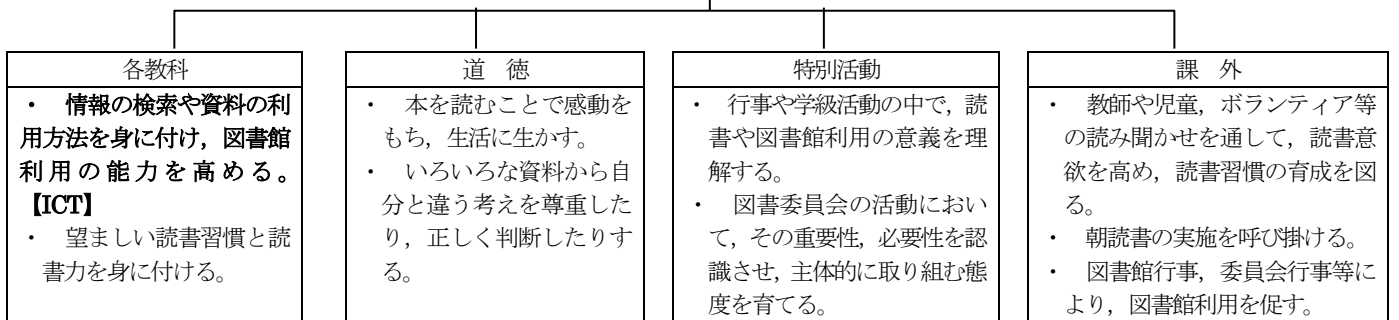 各教科
・ 情報の検索や資料の利
用方法を身に付け，図書館
利用の能力を高める。
【ICT】
・ 望ましい読書習慣と読
書力を身に付ける。
道 徳
・ 本を読むことで感動を
もち，生活に生かす。
・ いろいろな資料から自
分と違う考えを尊重した
り，正しく判断したりす
る。
特別活動
・ 行事や学級活動の中で，読
書や図書館利用の意義を理
解する。
・ 図書委員会の活動におい
て，その重要性，必要性を認
識させ，主体的に取り組む態
度を育てる。
課 外
・ 教師や児童，ボランティア等
の読み聞かせを通して，読書意
欲を高め，読書習慣の育成を図
る。
・ 朝読書の実施を呼び掛ける。
・ 図書館行事，委員会行事等に
より，図書館利用を促す。